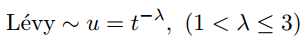 Lévy ∼ u = t^{−λ}, (1 < λ ≤ 3)